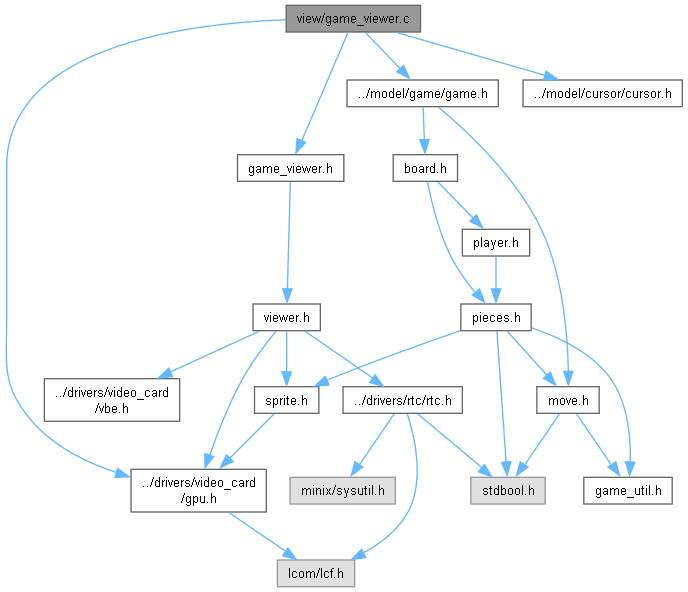 view/game_viewer.c
../model/game/game.h
../model/cursor/cursor.h
game_viewer.h
board.h
player.h
viewer.h
pieces.h
../drivers/video_card
/vbe.h
sprite.h
../drivers/rtc/rtc.h
move.h
../drivers/video_card
/gpu.h
minix/sysutil.h
stdbool.h
game_util.h
lcom/lcf.h